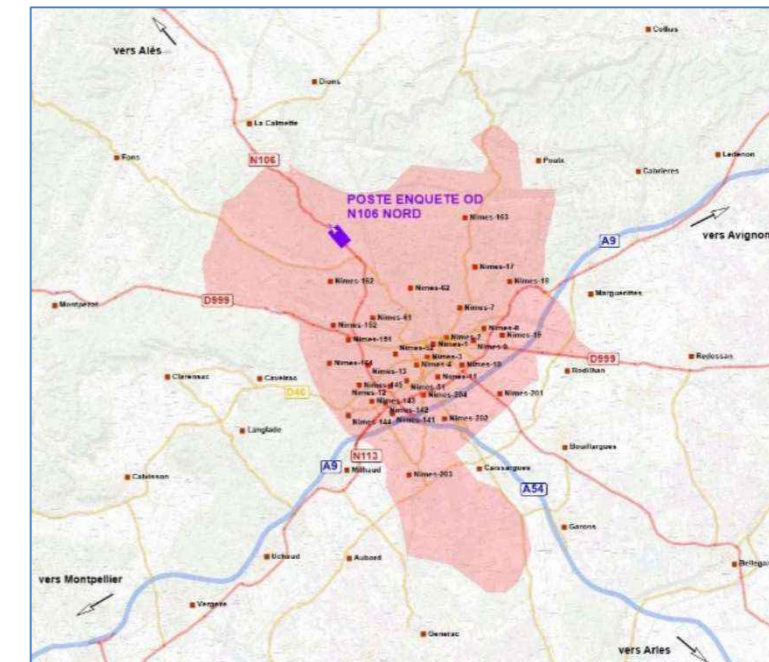 Collias
vers Alès
Dions
La Calmette
Fons
N106
Poulx
Ledenon
Cabrières
POSTE ENQUETE OD
N106 NORD
Nimes-163
A9
vers Avignon
Nimes-17
Nimes-162
Nimes-62
Nimes-18
Marguerittes
Montpezat
D999
Nimes-7
Nimes-61
Nimes-152
Nimes-8
Nimes-19
Nimes-151
Nimes-2
Nimes-1
Nimes-9
Nimes-52
Nimes-3
D999
Redessan
Nimes-4
Nimes-10
Rodilhan
Clarensac
Caveirac
Nimes-13
Nimes-11
D40
Nimes-145
Nimes-51
Nimes-12
Nimes-204
Nimes-201
Nimes-143
Nimes-142
Nimes-144
Nimes-141
Nimes-202
Langlade
N113
Bouillargues
A9
Milhaud
Nimes-203
Caissargues
Calvisson
A54
Garons
Uchaud
Aubord
Bellegar
vers Montpellier
Vergeze
Generac
vers Arles